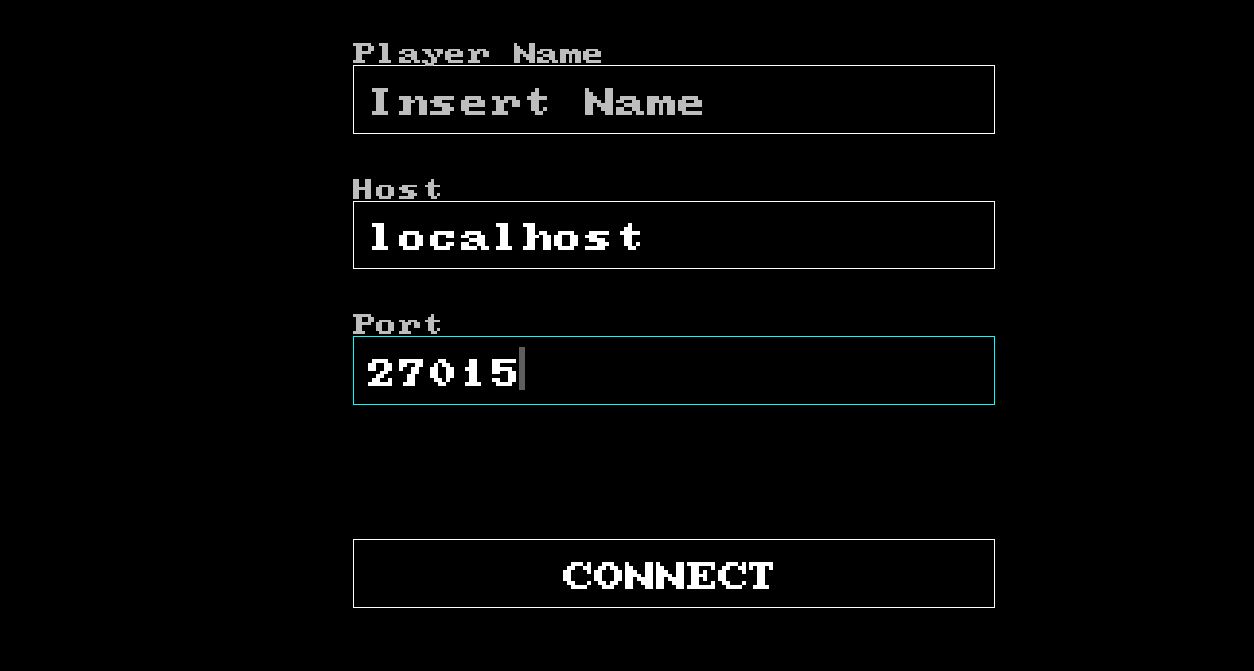 Player Name
Insert Name
Host
localhost
Port
27015
CONNECT